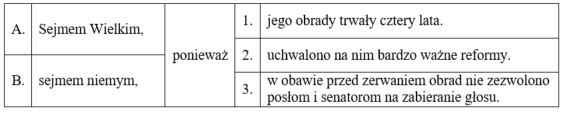 A. Sejmem Wielkim,
B. sejmem niemym,
ponieważ
1. jego obrady trwały cztery lata.
2. uchwalono na nim bardzo ważne reformy.
3. w obawie przed zerwaniem obrad nie zezwolono
posłom i senatorom na zabieranie głosu.